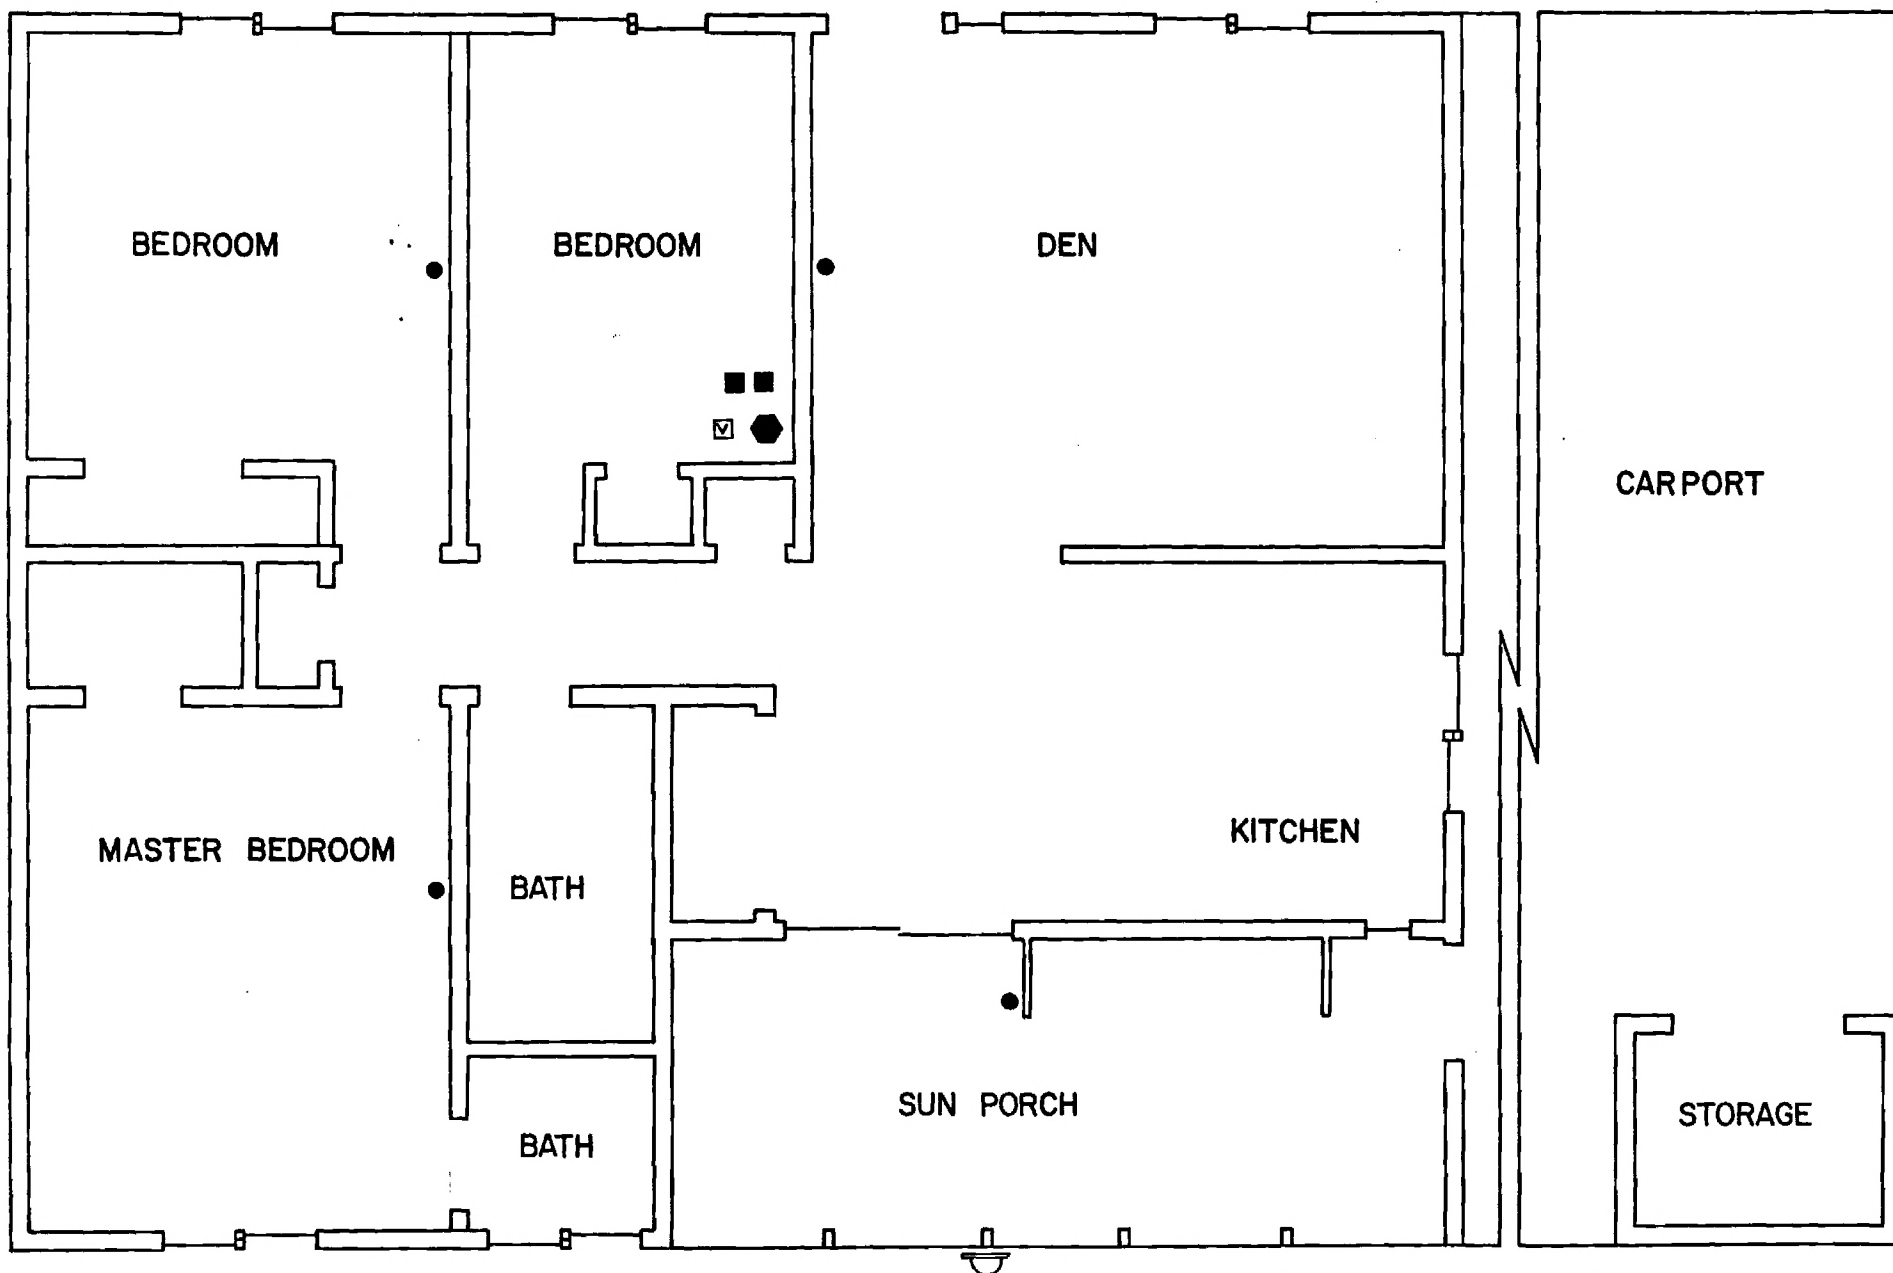 BEDROOM
BEDROOM
DEN
V
CARPORT
MASTER BEDROOM
BATH
KITCHEN
SUN PORCH
STORAGE
BATH